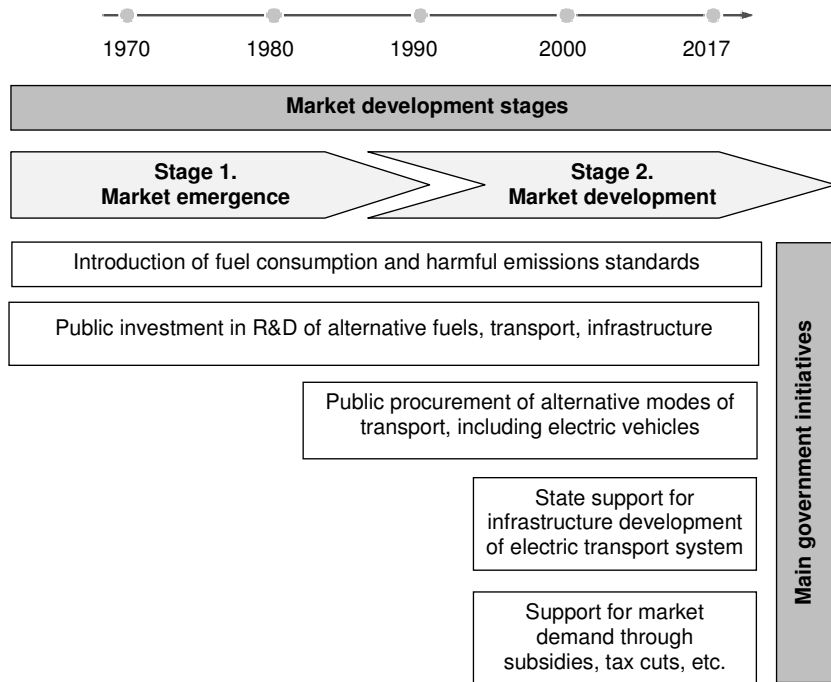 1970 1980 1990 2000 2017
Market development stages
Stage 1.
Market emergence
Stage 2.
Market development
Introduction of fuel consumption and harmful emissions standards
Public investment in R&D of alternative fuels, transport, infrastructure
Public procurement of alternative modes of
transport, including electric vehicles
State support for
infrastructure development
of electric transport system
Support for market
demand through
subsidies, tax cuts, etc.
Main government initiatives